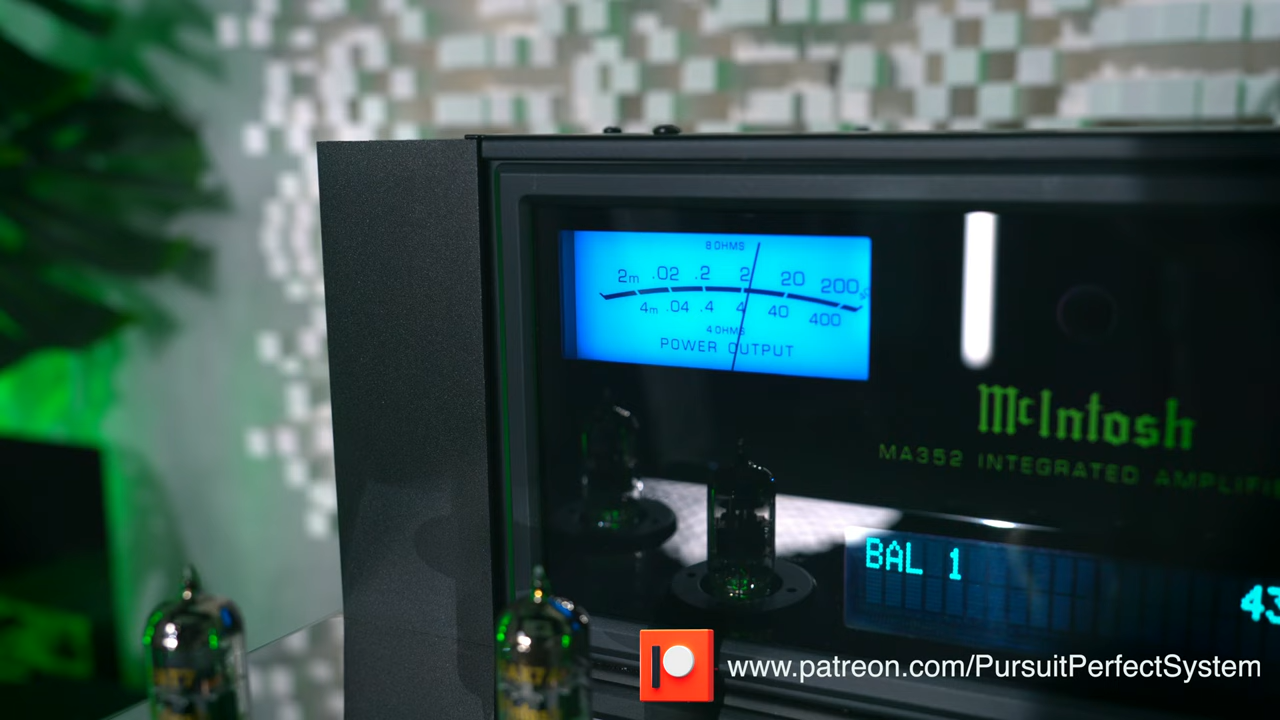 8 OHMS
2m .02 .2 2 20 200
4m .04 .4 4 40 400
4 OHMS
POWER OUTPUT
McIntosh
MA352 INTEGRATED
BAL 1
43
www.patreon.com/PursuitPerfectSystem